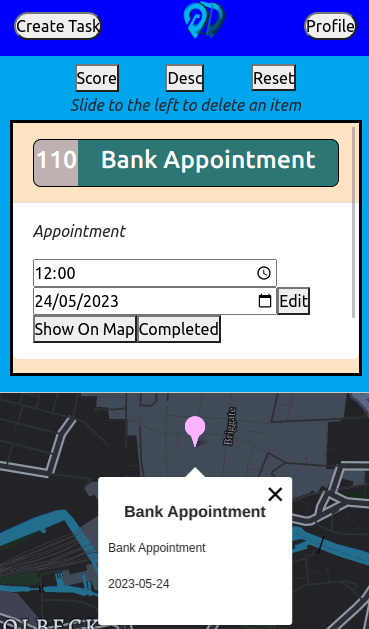 Create Task Profile
Score Desc Reset
Slide to the left to delete an item
110 Bank Appointment
Appointment
12:00
24/05/2023 Edit
Show On Map Completed
Briggate
Bank Appointment
Bank Appointment
2023-05-24
OLBECK